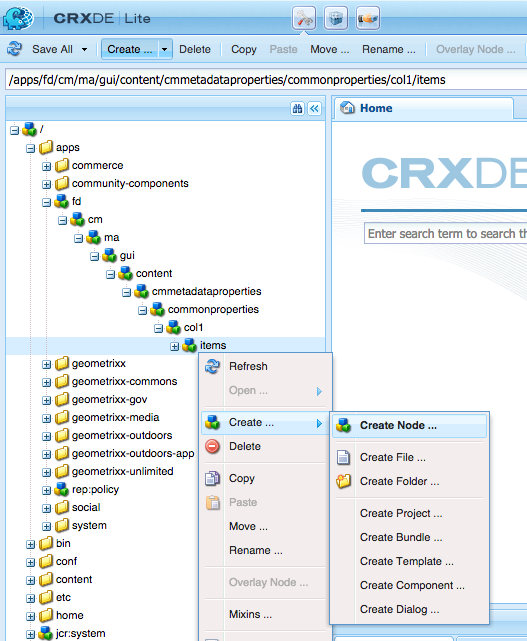 CRXDE | Lite
Save All Create ... Delete Copy Paste Move ... Rename ... Overlay Node ...
/apps/fd/cm/ma/gui/content/cmmetadataproperties/commonproperties/col1/items
Home
/
apps
commerce
community-components
fd
cm
ma
gui
content
cmmetadataproperties
commonproperties
col1
items
geometrixx
geometrixx-commons
geometrixx-gov
geometrixx-media
geometrixx-outdoors
geometrixx-outdoors-app
geometrixx-unlimited
rep:policy
social
system
bin
conf
content
etc
home
jcr:system
CRXDE
Enter search term to search th
Refresh
Open ...
Create ...
Delete
Copy
Paste
Move ...
Rename ...
Overlay Node ...
Mixins ...
Create Node ...
Create File ...
Create Folder ...
Create Project ...
Create Bundle ...
Create Template ...
Create Component ...
Create Dialog ...